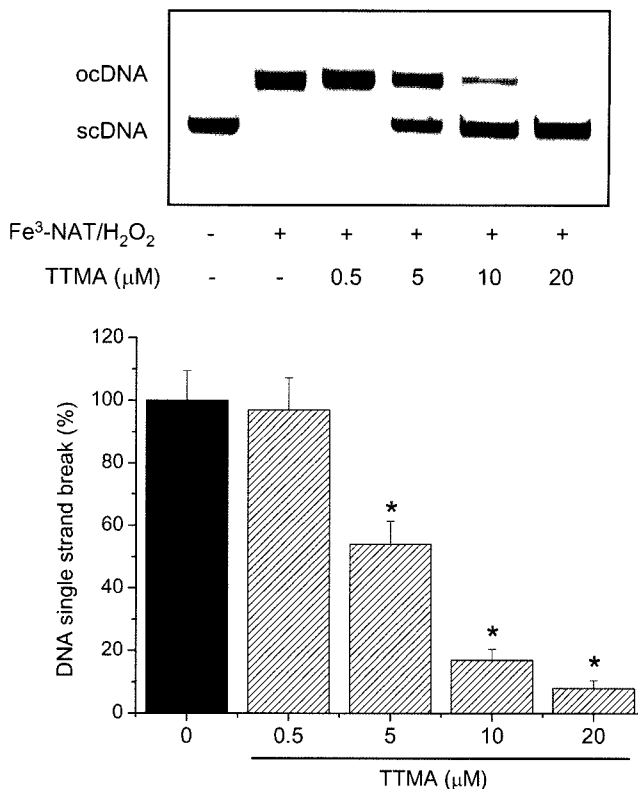 ocDNA
scDNA
Fe³-NAT/H₂O₂ - + + + + +
TTMA (μM) - - 0.5 5 10 20
120
100
80
60
40
20
0
DNA single strand break (%)
*
*
*
0 0.5 5 10 20
TTMA (μM)